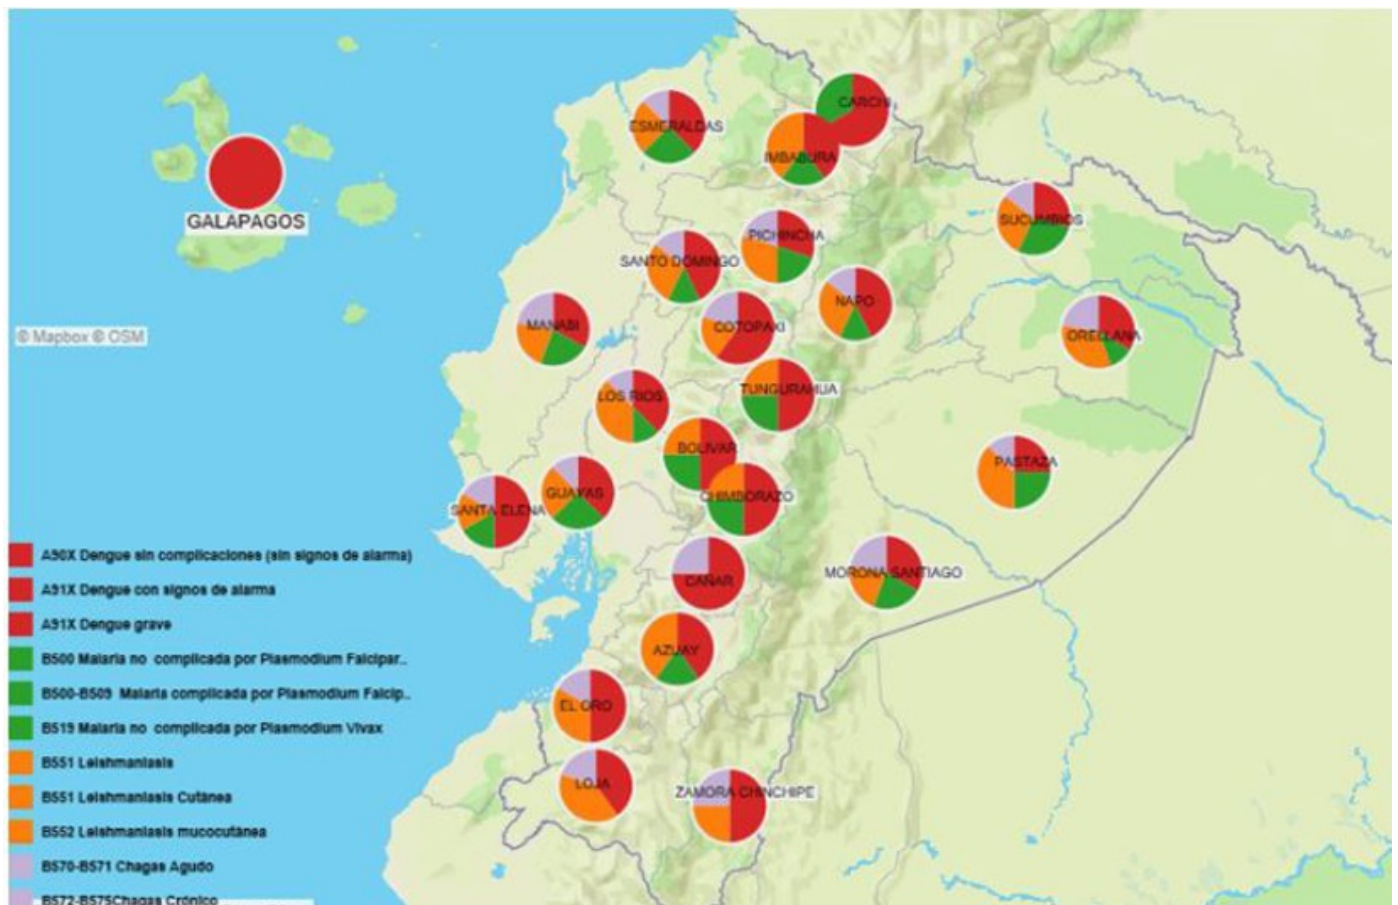 CARCHI
ESMERALDAS
IMBABURA
GALAPAGOS
SUCUMBIOS
PICHINCHA
SANTO DOMINGO
NAPO
MANABI
COTOPAXI
ORELLANA
© Mapbox © OSM
TUNGURAHUA
LOS RIOS
BOLIVAR
PASTAZA
GUAYAS
CHIMBORAZO
SANTA ELENA
A90X Dengue sin complicaciones (sin signos de alarma)
MORONA SANTIAGO
CAÑAR
A91X Dengue con signos de alarma
A91X Dengue grave
AZUAY
B500 Malaria no complicada por Plasmodium Falcipar..
B500-B509 Malaria complicada por Plasmodium Falcip..
EL ORO
B519 Malaria no complicada por Plasmodium Vivax
B551 Leishmaniasis
LOJA
ZAMORA CHINCHIPE
B551 Leishmaniasis Cutánea
B552 Leishmaniasis mucocutánea
B570-B571 Chagas Agudo
B572-B575Chagas Crónico